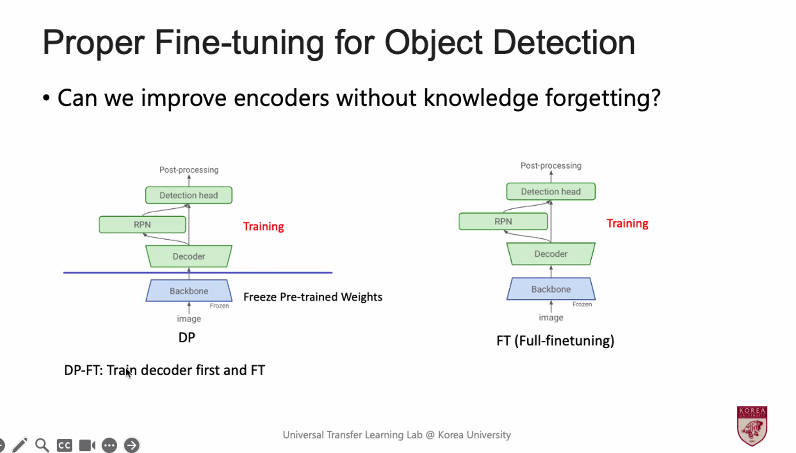 Proper Fine-tuning for Object Detection
• Can we improve encoders without knowledge forgetting?
Post-processing
Detection head
RPN
Training
Decoder
Backbone
Freeze Pre-trained Weights
Frozen
image
DP
Post-processing
Detection head
RPN
Training
Decoder
Backbone
Frozen
image
FT (Full-finetuning)
DP-FT: Train decoder first and FT
Universal Transfer Learning Lab @ Korea University
KOREA
CC